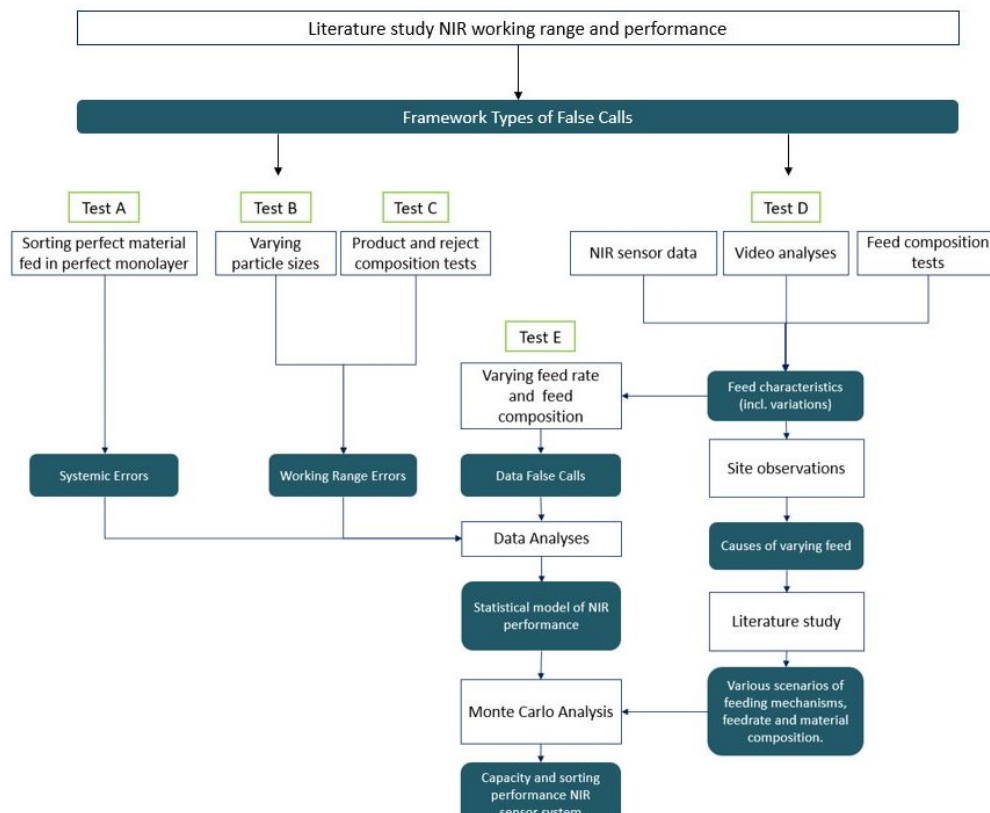 Literature study NIR working range and performance
Framework Types of False Calls
Test A
Test B
Test C
Test D
Sorting perfect material
fed in perfect monolayer
Varying
particle sizes
Product and reject
composition tests
NIR sensor data
Video analyses
Feed composition
tests
Test E
Varying feed rate
and feed
composition
Feed characteristics
(incl. variations)
Systemic Errors
Working Range Errors
Data False Calls
Site observations
Data Analyses
Causes of varying feed
Statistical model of NIR
performance
Literature study
Monte Carlo Analysis
Various scenarios of
feeding mechanisms,
feedrate and material
composition.
Capacity and sorting
performance NIR
sensor system